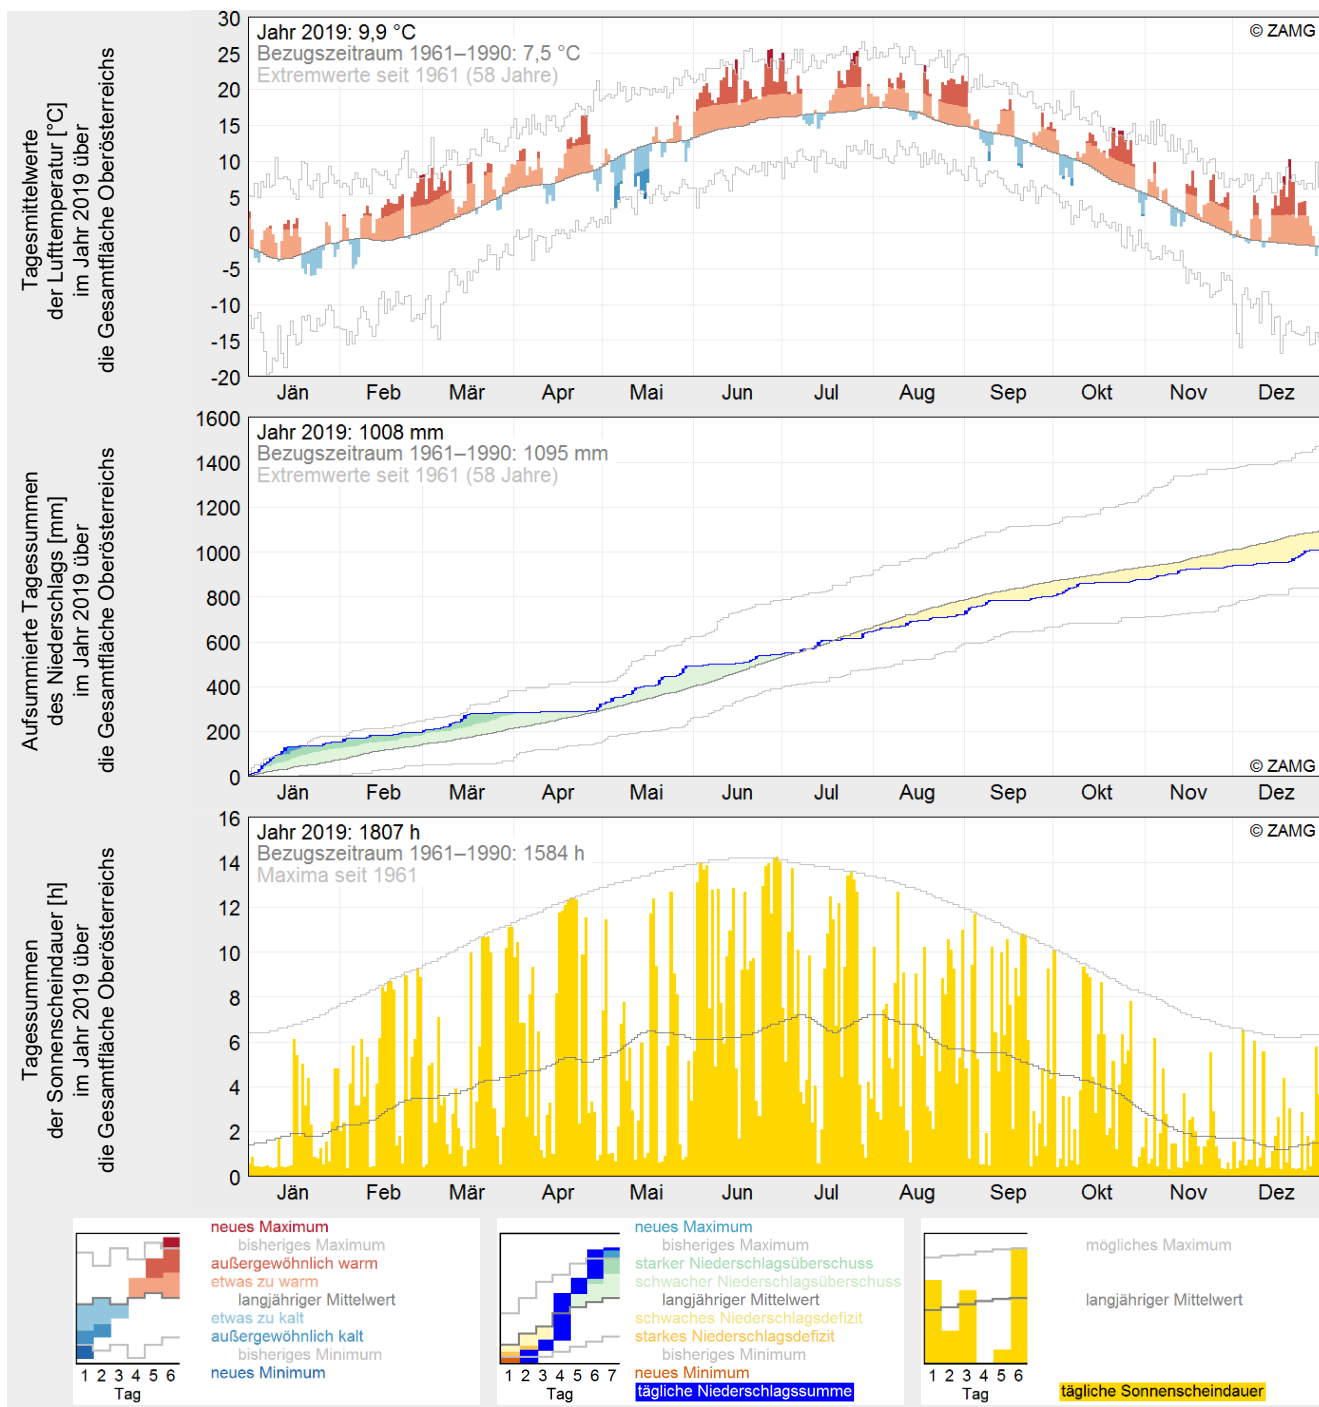 Tagesmittelwerte
der Lufttemperatur [°C]
im Jahr 2019 über
die Gesamtfläche Oberösterreichs
30
25
20
15
10
5
0
-5
-10
-15
-20
Jahr 2019: 9,9 °C
Bezugszeitraum 1961–1990: 7,5 °C
Extremwerte seit 1961 (58 Jahre)
© ZAMG
Jän Feb Mär Apr Mai Jun Jul Aug Sep Okt Nov Dez
Aufsummierte Tagessummen
des Niederschlags [mm]
im Jahr 2019 über
die Gesamtfläche Oberösterreichs
1600
1400
1200
1000
800
600
400
200
0
Jahr 2019: 1008 mm
Bezugszeitraum 1961–1990: 1095 mm
Extremwerte seit 1961 (58 Jahre)
© ZAMG
Jän Feb Mär Apr Mai Jun Jul Aug Sep Okt Nov Dez
Tagessummen
der Sonnenscheindauer [h]
im Jahr 2019 über
die Gesamtfläche Oberösterreichs
16
14
12
10
8
6
4
2
0
Jahr 2019: 1807 h
Bezugszeitraum 1961–1990: 1584 h
Maxima seit 1961
© ZAMG
Jän Feb Mär Apr Mai Jun Jul Aug Sep Okt Nov Dez
neues Maximum
bisheriges Maximum
außergewöhnlich warm
etwas zu warm
langjähriger Mittelwert
etwas zu kalt
außergewöhnlich kalt
bisheriges Minimum
neues Minimum
1 2 3 4 5 6
Tag
neues Maximum
bisheriges Maximum
starker Niederschlagsüberschuss
schwacher Niederschlagsüberschuss
langjähriger Mittelwert
schwaches Niederschlagsdefizit
starkes Niederschlagsdefizit
bisheriges Minimum
neues Minimum
tägliche Niederschlagssumme
1 2 3 4 5 6 7
Tag
mögliches Maximum
langjähriger Mittelwert
tägliche Sonnenscheindauer
1 2 3 4 5 6
Tag